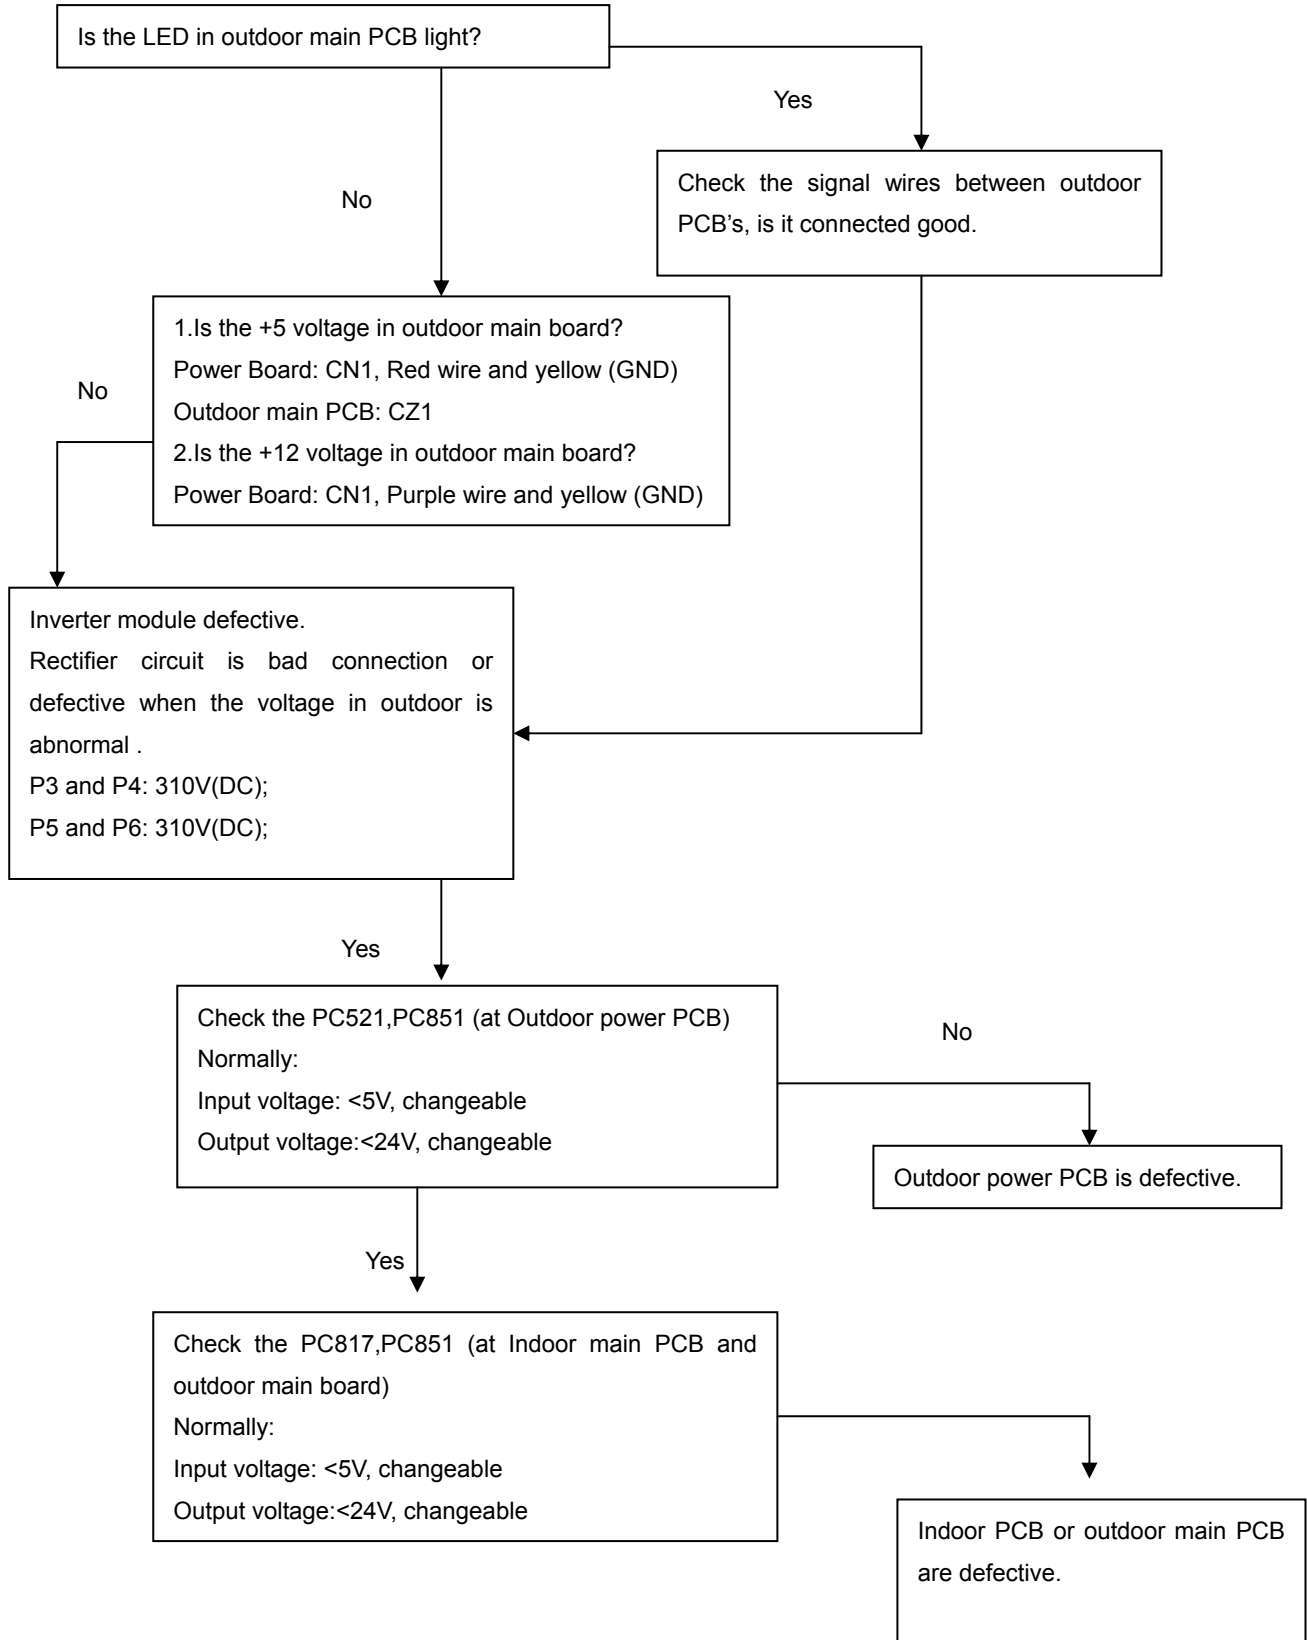 Is the LED in outdoor main PCB light?
Yes
Check the signal wires between outdoor
PCB’s, is it connected good.
No
1.Is the +5 voltage in outdoor main board?
Power Board: CN1, Red wire and yellow (GND)
Outdoor main PCB: CZ1
2.Is the +12 voltage in outdoor main board?
Power Board: CN1, Purple wire and yellow (GND)
No
Inverter module defective.
Rectifier circuit is bad connection or
defective when the voltage in outdoor is
abnormal .
P3 and P4: 310V(DC);
P5 and P6: 310V(DC);
Yes
Check the PC521,PC851 (at Outdoor power PCB)
Normally:
Input voltage: <5V, changeable
Output voltage:<24V, changeable
No
Outdoor power PCB is defective.
Yes
Check the PC817,PC851 (at Indoor main PCB and
outdoor main board)
Normally:
Input voltage: <5V, changeable
Output voltage:<24V, changeable
Indoor PCB or outdoor main PCB
are defective.